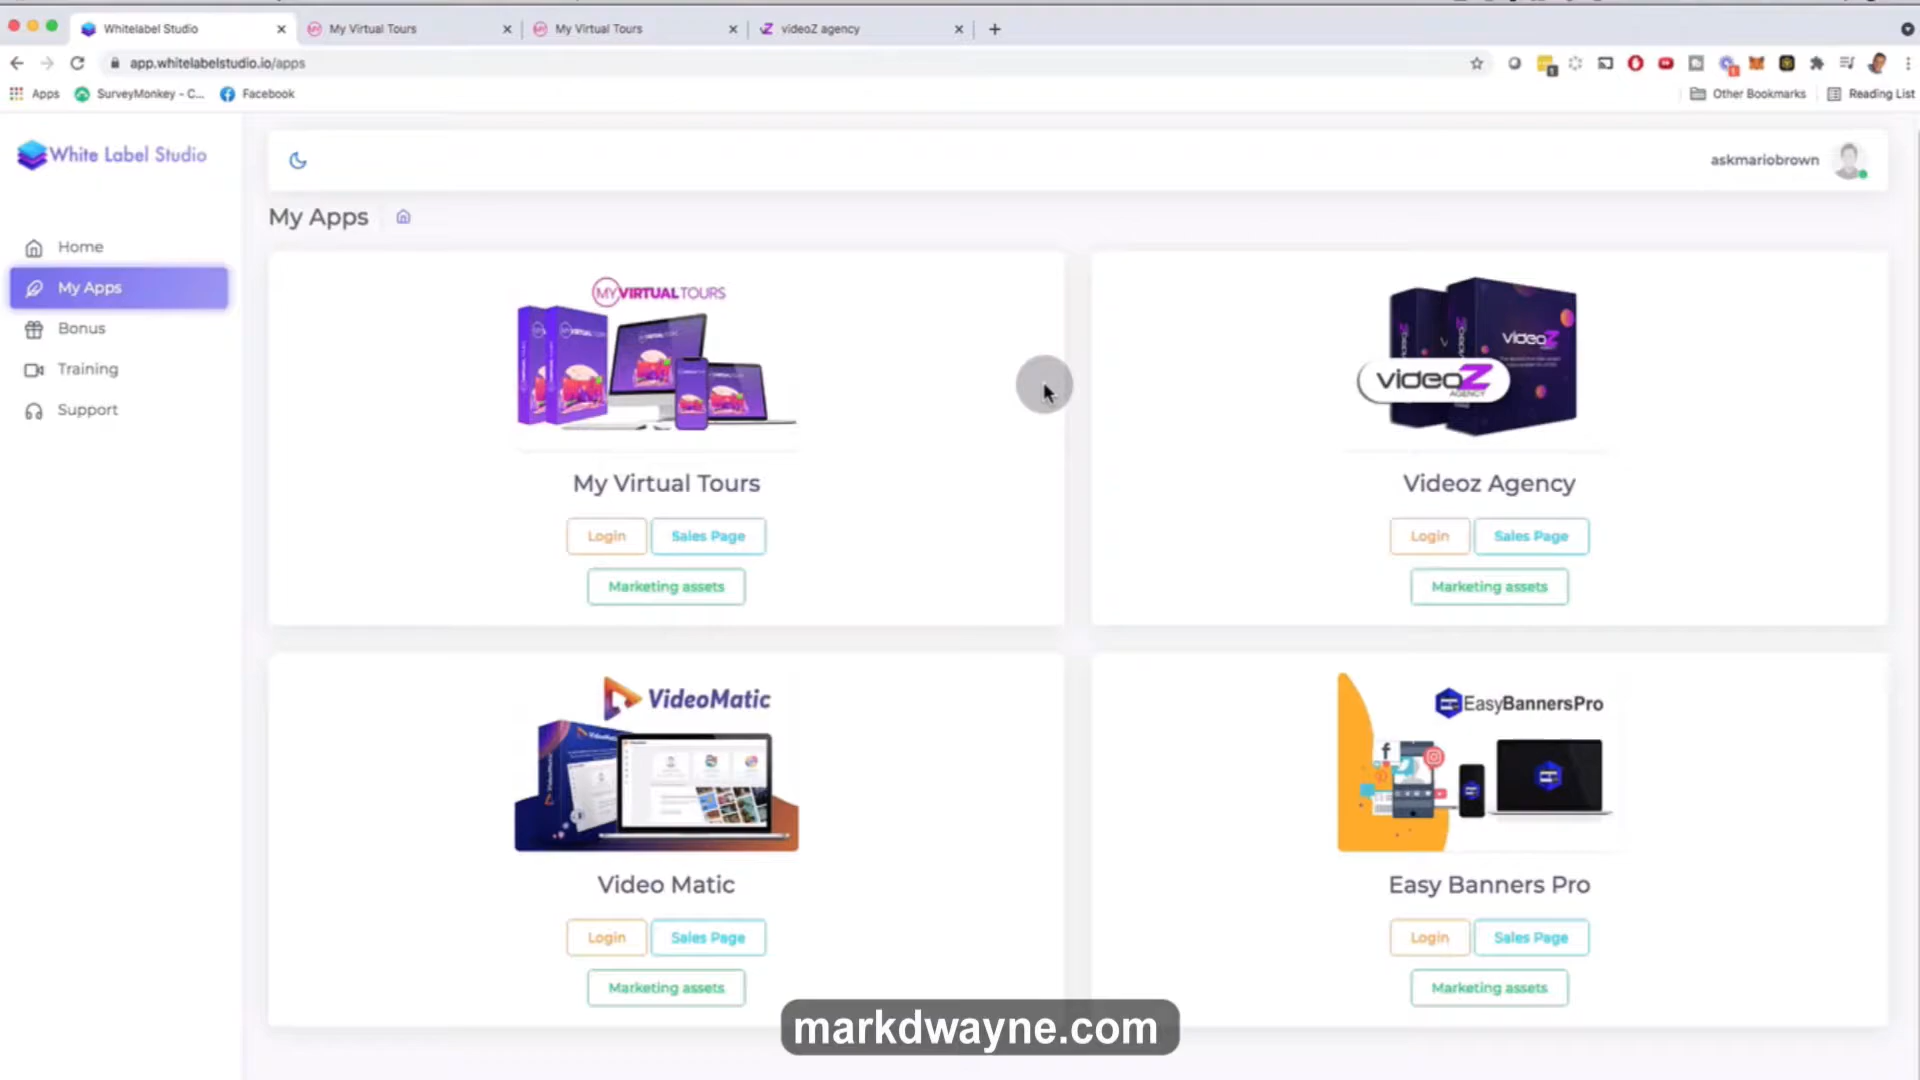 Whitelabel Studio
My Virtual Tours
My Virtual Tours
videoZ agency
app.whitelabelstudio.io/apps
Apps
SurveyMonkey - C...
Facebook
Other Bookmarks
Reading List
White Label Studio
askmariobrown
Home
My Apps
Bonus
Training
Support
My Apps
MYVIRTUALTOURS
My Virtual Tours
Login
Sales Page
Marketing assets
videoZ
videoZ
AGENCY
Videoz Agency
Login
Sales Page
Marketing assets
VideoMatic
Video Matic
Login
Sales Page
Marketing assets
EasyBannersPro
Easy Banners Pro
Login
Sales Page
Marketing assets
markdwayne.com